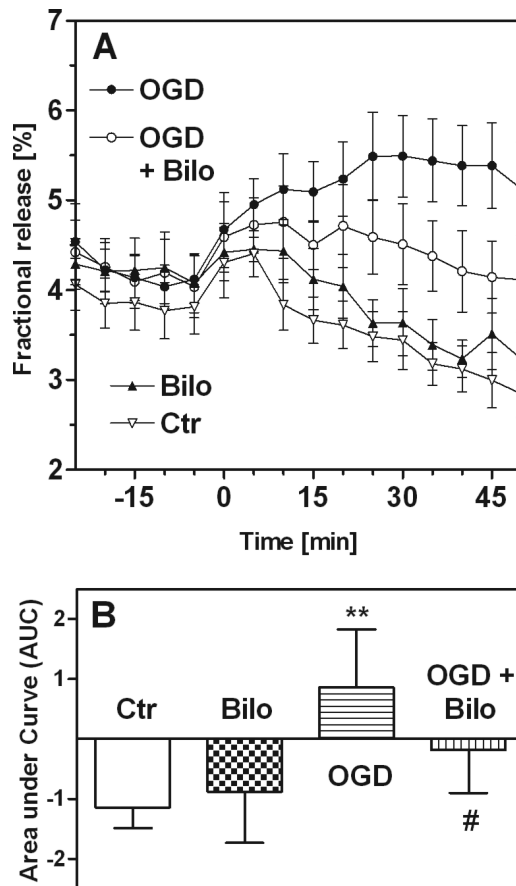 A
Fractional release [%]
7
6
5
4
3
2
OGD
OGD
+ Bilo
Bilo
Ctr
-15 0 15 30 45
Time [min]
B
Area under Curve (AUC)
2
1
-1
-2
Ctr
Bilo
**
OGD
OGD +
Bilo
#